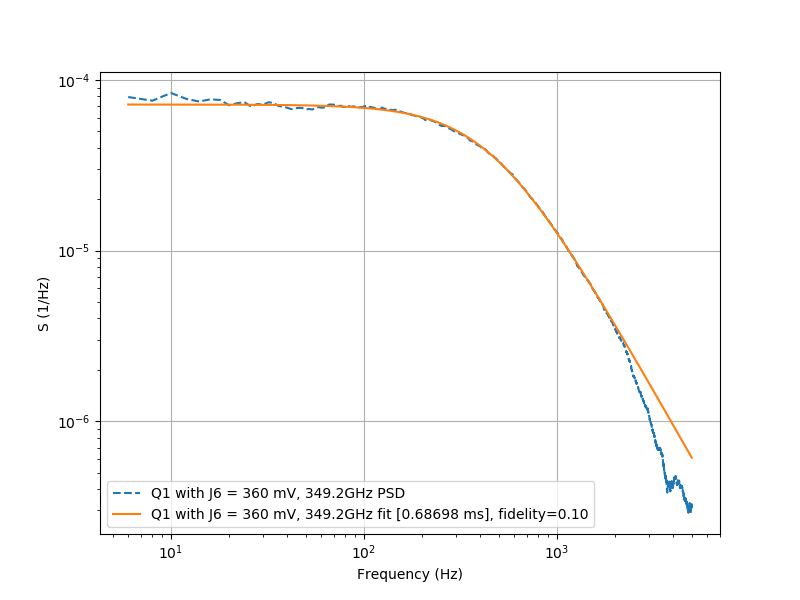 10⁻⁴
10⁻⁵
10⁻⁶
S (1/Hz)
Q1 with J6 = 360 mV, 349.2GHz PSD
Q1 with J6 = 360 mV, 349.2GHz fit [0.68698 ms], fidelity=0.10
10¹ 10² 10³
Frequency (Hz)